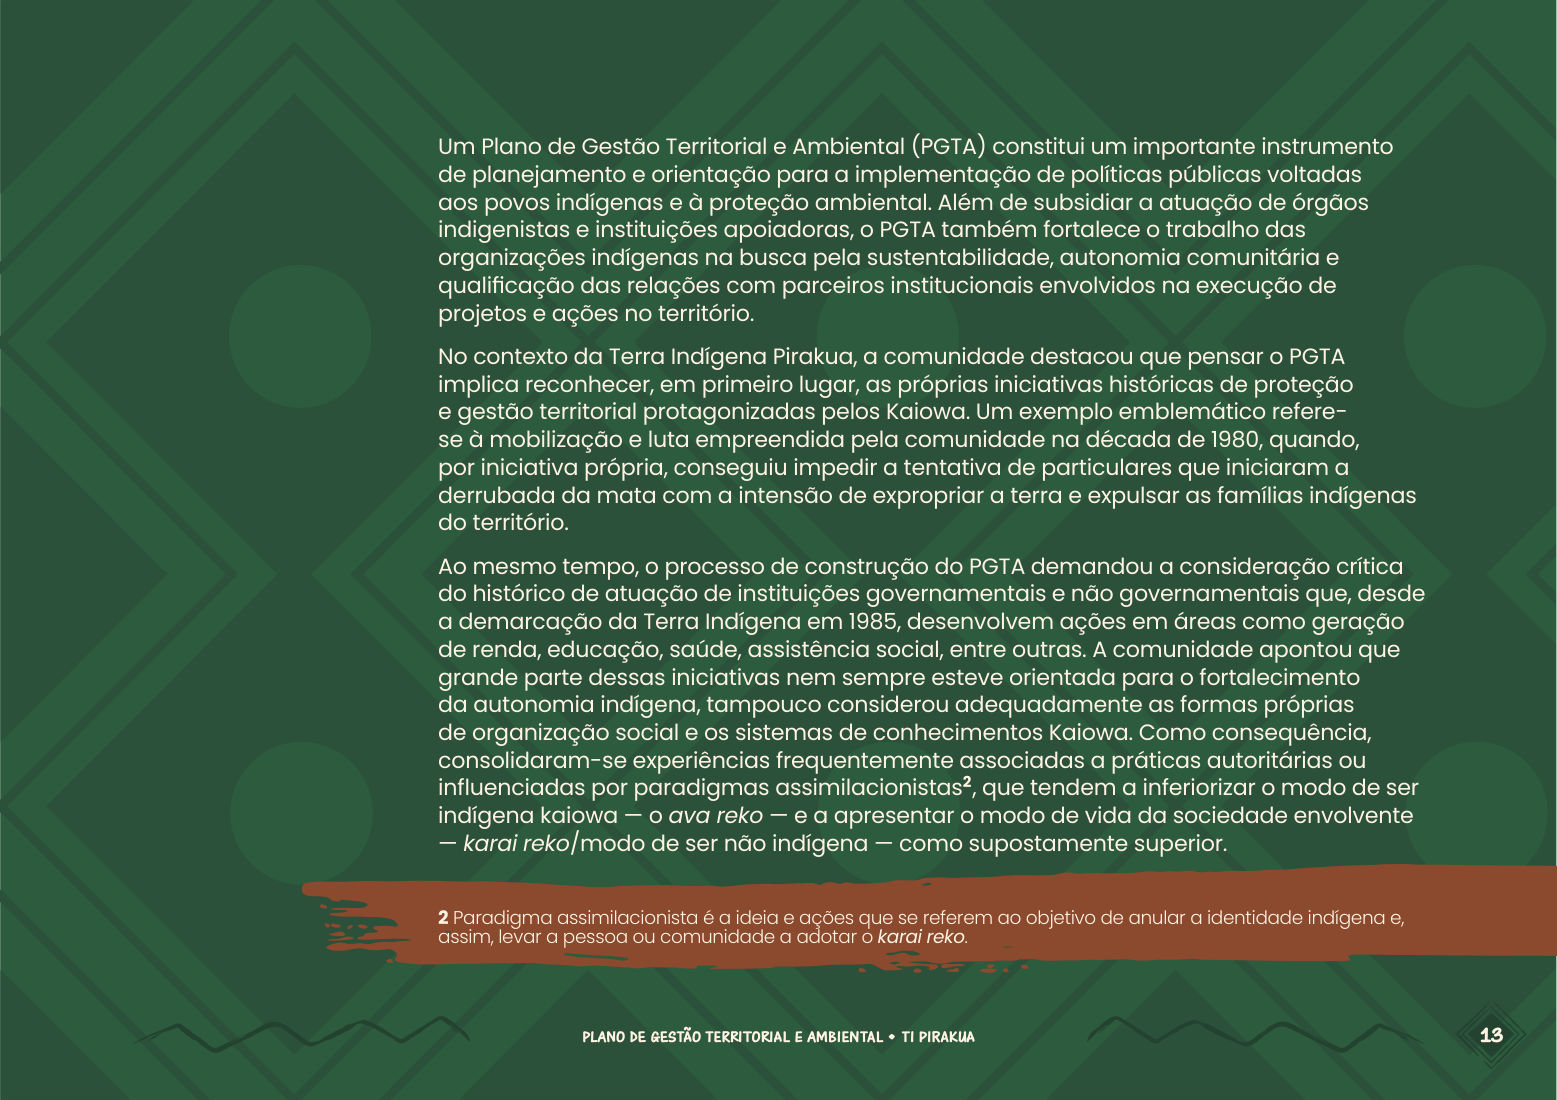 Um Plano de Gestão Territorial e Ambiental (PGTA) constitui um importante instrumento
de planejamento e orientação para a implementação de políticas públicas voltadas
aos povos indígenas e à proteção ambiental. Além de subsidiar a atuação de órgãos
indigenistas e instituições apoiadoras, o PGTA também fortalece o trabalho das
organizações indígenas na busca pela sustentabilidade, autonomia comunitária e
qualificação das relações com parceiros institucionais envolvidos na execução de
projetos e ações no território.
No contexto da Terra Indígena Pirakua, a comunidade destacou que pensar o PGTA
implica reconhecer, em primeiro lugar, as próprias iniciativas históricas de proteção
e gestão territorial protagonizadas pelos Kaiowa. Um exemplo emblemático refere-
se à mobilização e luta empreendida pela comunidade na década de 1980, quando,
por iniciativa própria, conseguiu impedir a tentativa de particulares que iniciaram a
derrubada da mata com a intensão de expropriar a terra e expulsar as famílias indígenas
do território.
Ao mesmo tempo, o processo de construção do PGTA demandou a consideração crítica
do histórico de atuação de instituições governamentais e não governamentais que, desde
a demarcação da Terra Indígena em 1985, desenvolvem ações em áreas como geração
de renda, educação, saúde, assistência social, entre outras. A comunidade apontou que
grande parte dessas iniciativas nem sempre esteve orientada para o fortalecimento
da autonomia indígena, tampouco considerou adequadamente as formas próprias
de organização social e os sistemas de conhecimentos Kaiowa. Como consequência,
consolidaram-se experiências frequentemente associadas a práticas autoritárias ou
influenciadas por paradigmas assimilacionistas², que tendem a inferiorizar o modo de ser
indígena kaiowa — o ava reko — e a apresentar o modo de vida da sociedade envolvente
— karai reko/modo de ser não indígena — como supostamente superior.
2 Paradigma assimilacionista é a ideia e ações que se referem ao objetivo de anular a identidade indígena e,
assim, levar a pessoa ou comunidade a adotar o karai reko.
PLANO DE GESTÃO TERRITORIAL E AMBIENTAL • TI PIRAKUA
13